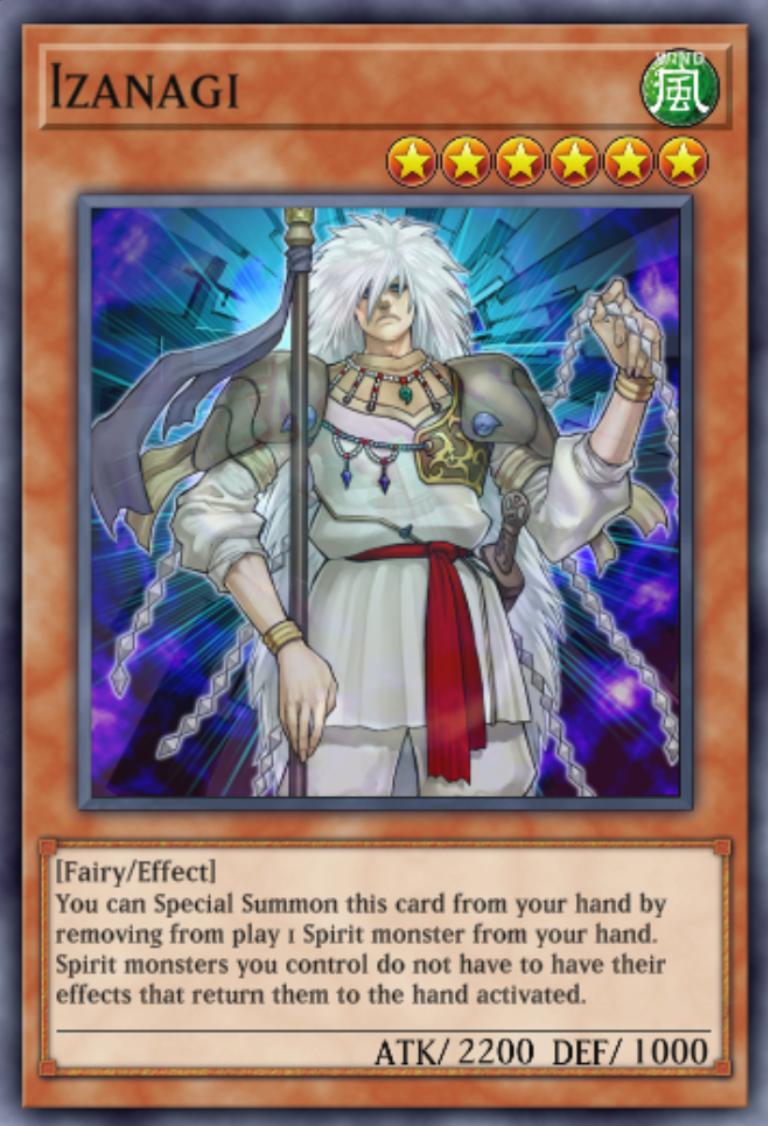 IZANAGI
WIND
風
[Fairy/Effect]
You can Special Summon this card from your hand by
removing from play 1 Spirit monster from your hand.
Spirit monsters you control do not have to have their
effects that return them to the hand activated.
ATK/ 2200 DEF/ 1000